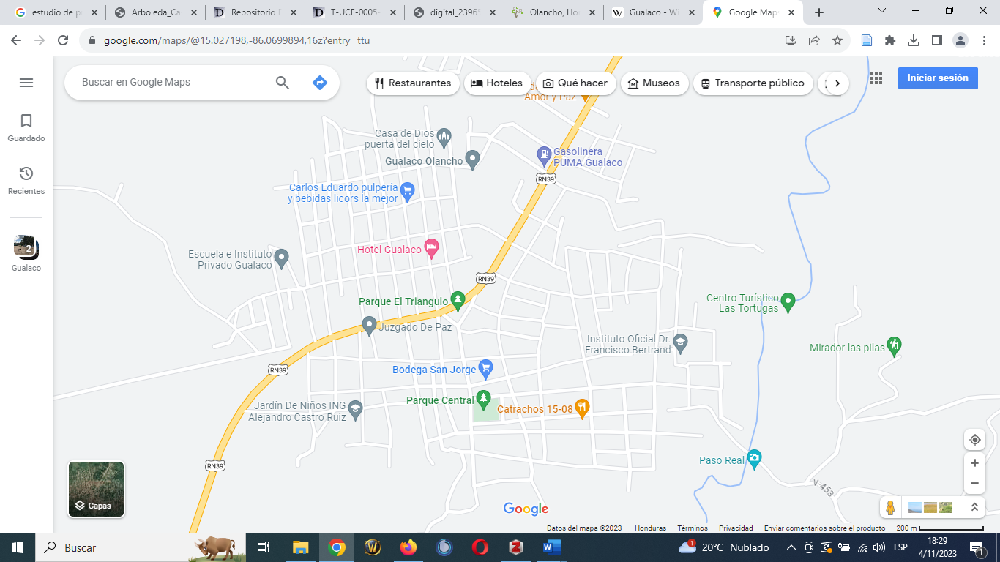 estudio de p
Arboleda_Ca
Repositorio D
T-UCE-0005-
digital_23965
Olancho, Ho
Gualaco - Wi
Google Map
google.com/maps/@15.027198,-86.0699894,16z?entry=ttu
Buscar en Google Maps
Restaurantes
Hoteles
Qué hacer
Museos
Transporte público
Iniciar sesión
Guardado
Recientes
2
Gualaco
Amor y Paz
Casa de Dios
puerta del cielo
Gualaco Olancho
Gasolinera
PUMA Gualaco
RN39
Carlos Eduardo pulpería
y bebidas licors la mejor
Hotel Gualaco
Escuela e Instituto
Privado Gualaco
RN39
Parque El Triangulo
Centro Turístico
Las Tortugas
Juzgado De Paz
Instituto Oficial Dr.
Francisco Bertrand
Mirador las pilas
RN39
Bodega San Jorge
Parque Central
Catrachos 15-08
Jardín De Niños ING
Alejandro Castro Ruiz
RN39
Paso Real
V-453
Capas
Google
Datos del mapa ©2023
Honduras
Términos
Privacidad
Enviar comentarios sobre el producto
200 m
Buscar
20°C Nublado
ESP
18:29
4/11/2023
1
1